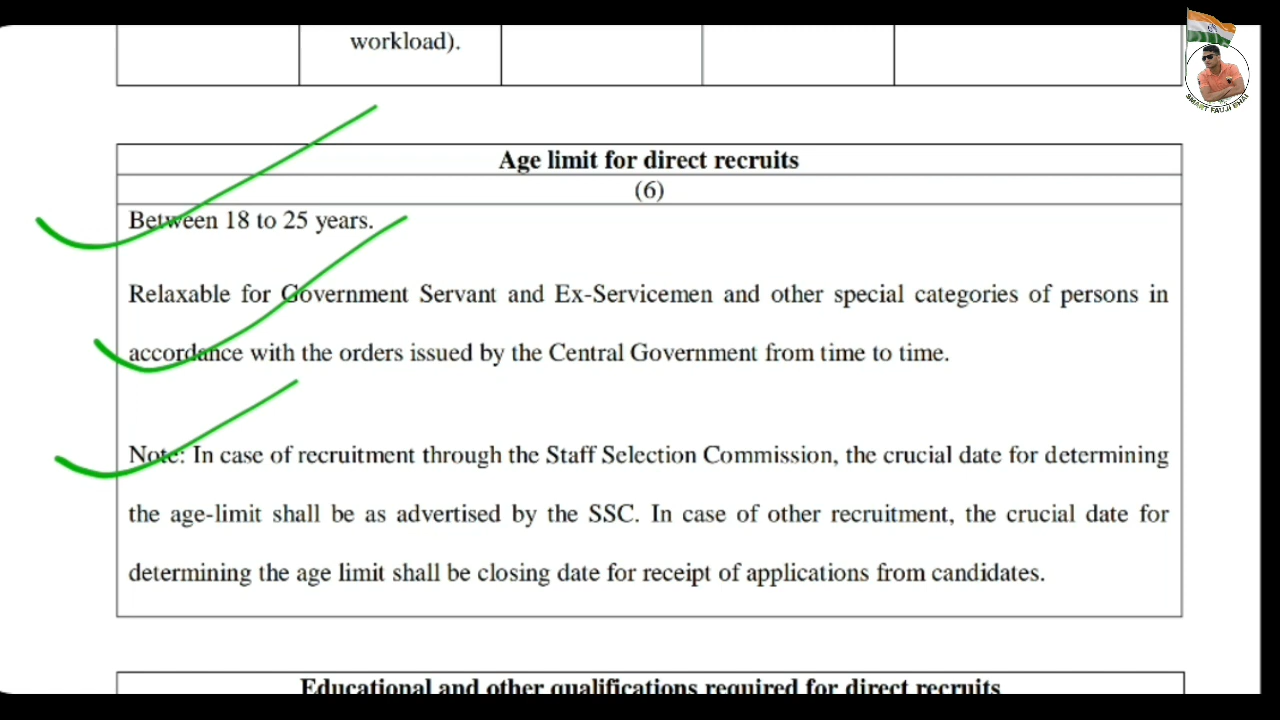 workload).
Age limit for direct recruits
(6)
Between 18 to 25 years.
Relaxable for Government Servant and Ex-Servicemen and other special categories of persons in
accordance with the orders issued by the Central Government from time to time.
Note: In case of recruitment through the Staff Selection Commission, the crucial date for determining
the age-limit shall be as advertised by the SSC. In case of other recruitment, the crucial date for
determining the age limit shall be closing date for receipt of applications from candidates.
Educational and other qualifications required for direct recruits
SMART FAUJI BHAI